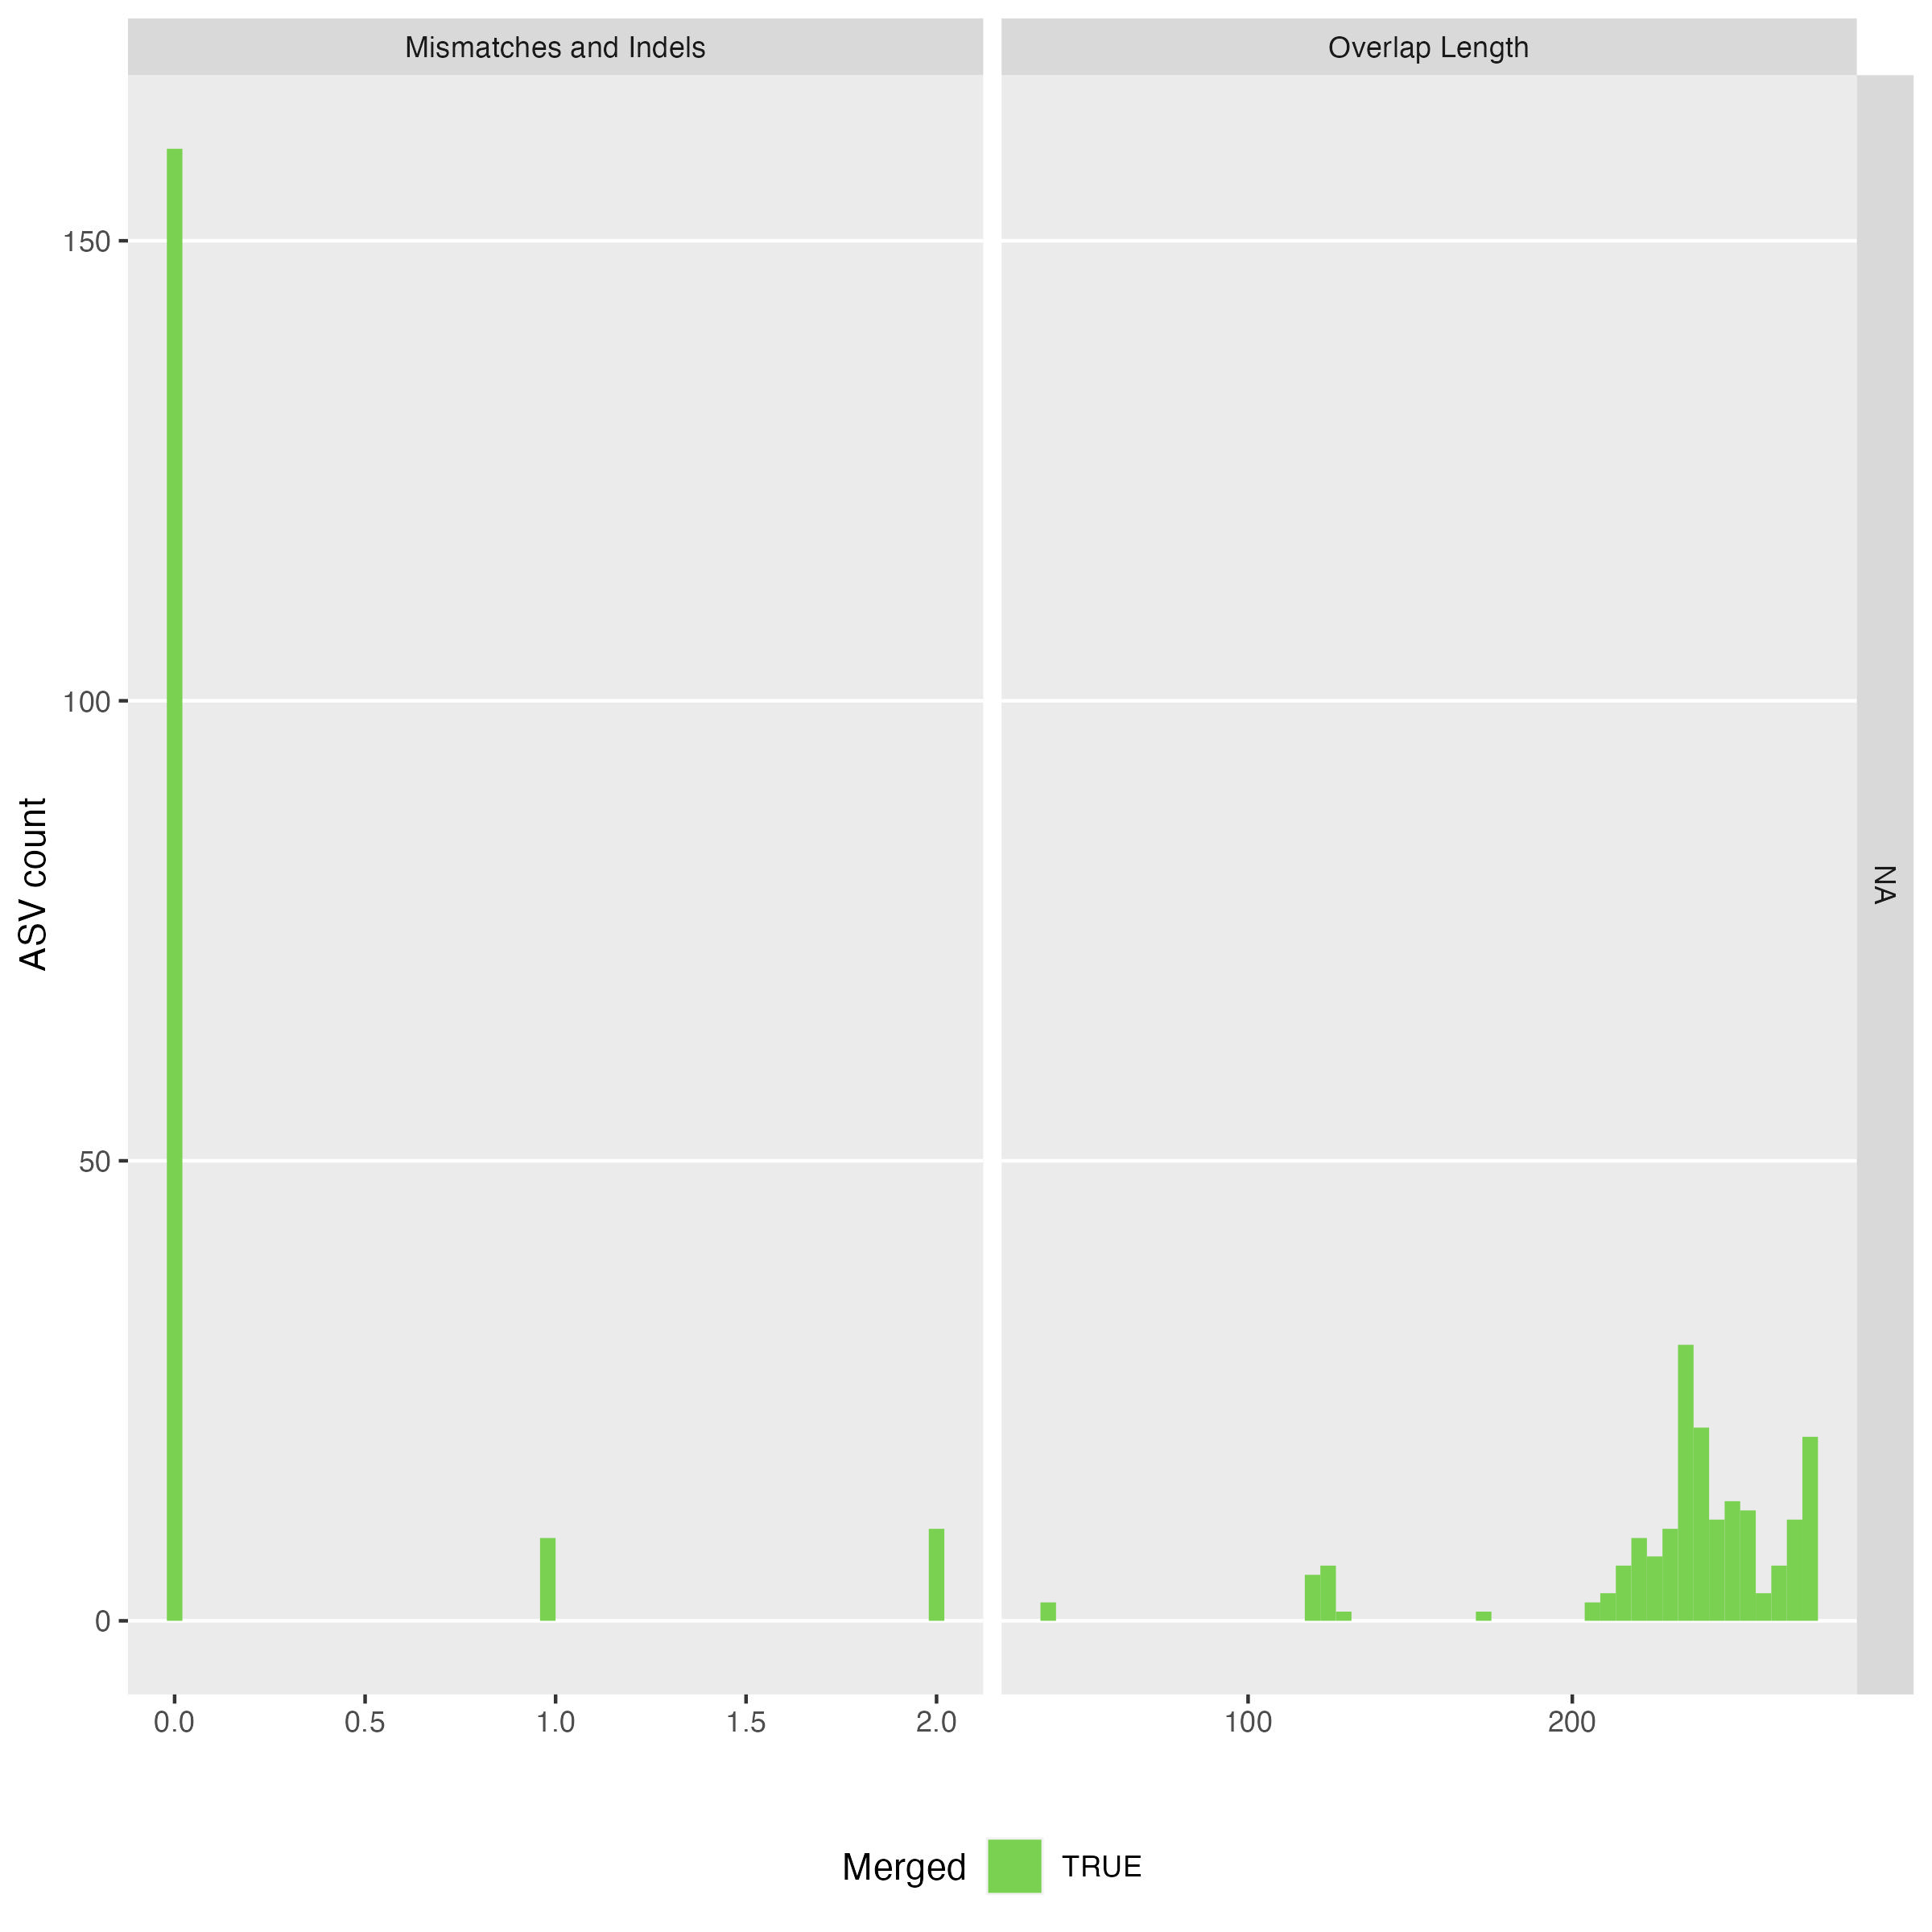 Mismatches and Indels
Overlap Length
ASV count
150
100
50
0
NA
0.0 0.5 1.0 1.5 2.0
100 200
Merged TRUE